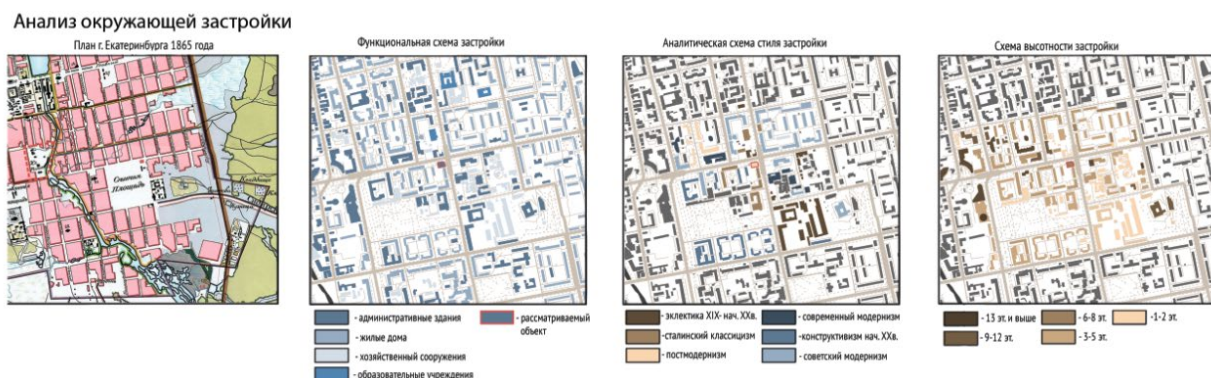 Анализ окружающей застройки
План г. Екатеринбурга 1865 года
Функциональная схема застройки
Аналитическая схема стиля застройки
Схема высотности застройки
Сѣнная
Площадь
- административные здания
- рассматриваемый
объект
- жилые дома
- хозяйственный сооружения
- образовательные учреждения
- эклектика XIX- нач. XXв.
- современный модернизм
-сталинский классицизм
-конструктивизм нач. XXв.
- постмодернизм
- советский модернизм
- 13 эт. и выше
- 6-8 эт.
-1-2 эт.
-9-12 эт.
- 3-5 эт.